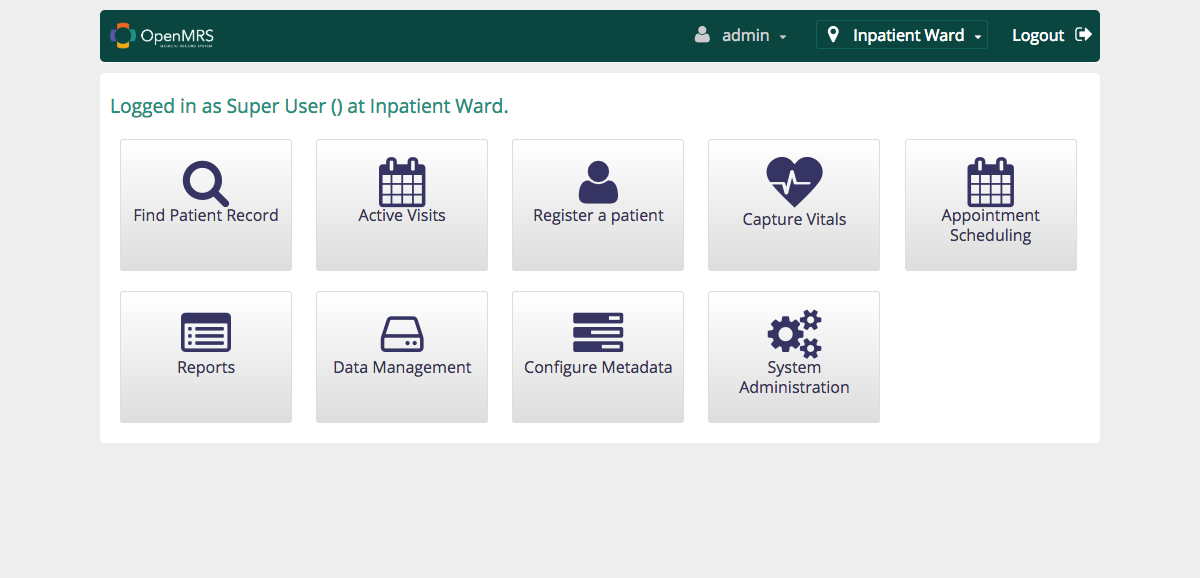 OpenMRS
MEDICAL RECORD SYSTEM
admin
Inpatient Ward
Logout
Logged in as Super User () at Inpatient Ward.
Find Patient Record
Active Visits
Register a patient
Capture Vitals
Appointment
Scheduling
Reports
Data Management
Configure Metadata
System
Administration